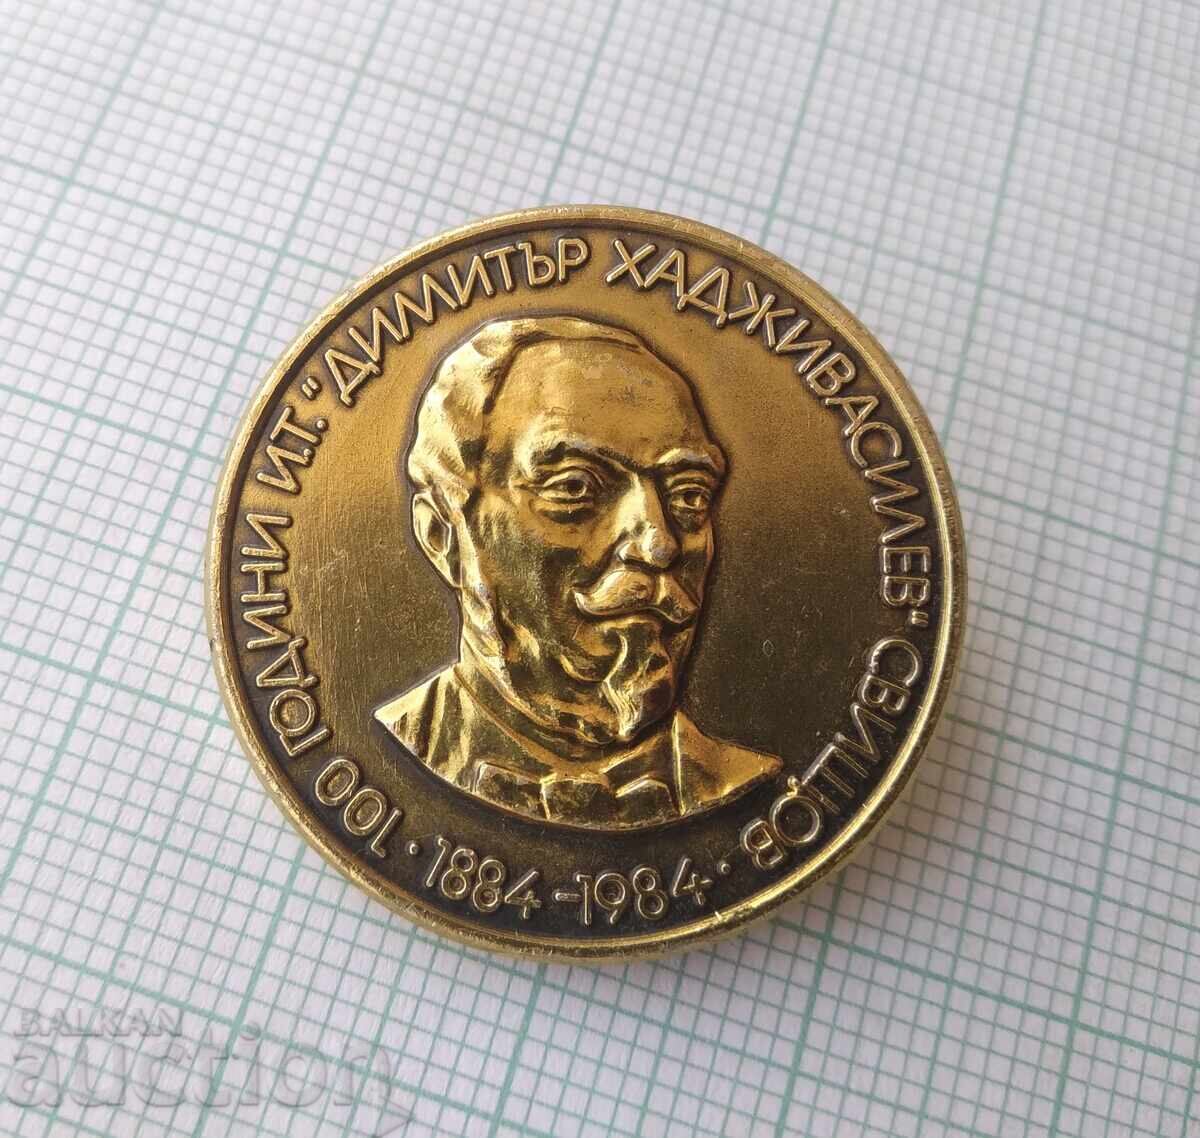 100 ГОДИНИ И.Т. "ДИМИТЪР ХАДЖИВАСИЛЕВ" СВИЩОВ
· 1884-1984 ·
BALKAN
auction